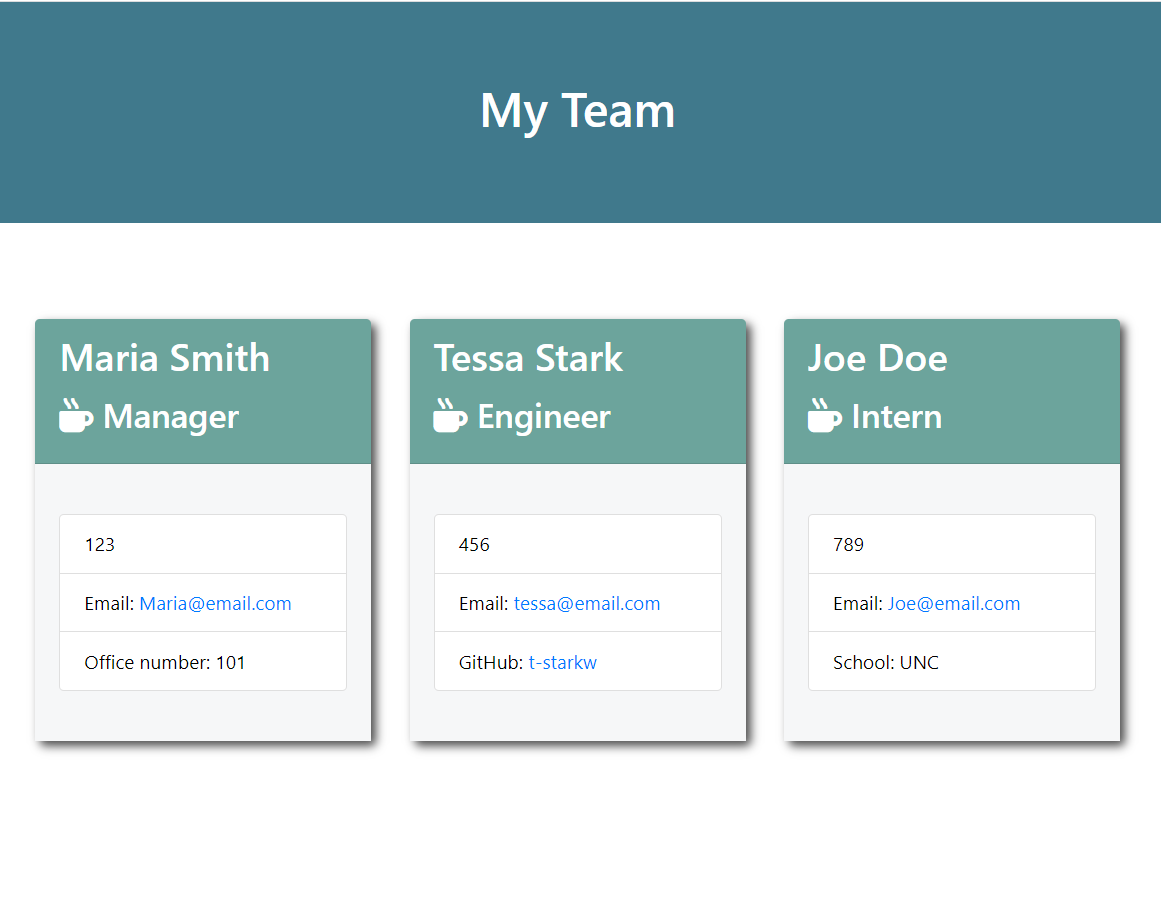 My Team
Maria Smith
Manager
123
Email: Maria@email.com
Office number: 101
Tessa Stark
Engineer
456
Email: tessa@email.com
GitHub: t-starkw
Joe Doe
Intern
789
Email: Joe@email.com
School: UNC